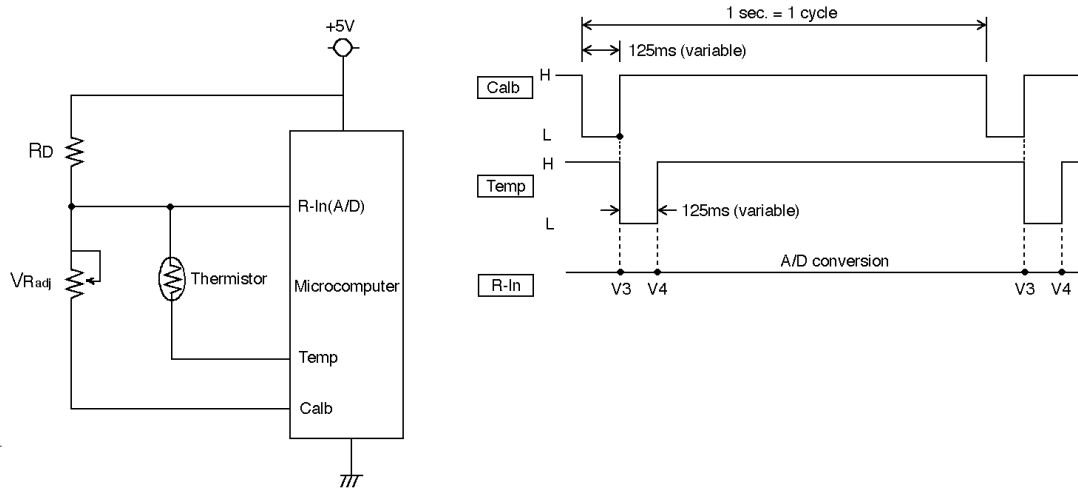 +5V
RD
R-In(A/D)
VRadj
Thermistor
Microcomputer
Temp
Calb
1 sec. = 1 cycle
125ms (variable)
Calb
H
L
Temp
H
125ms (variable)
L
A/D conversion
R-In
V3
V4
V3
V4